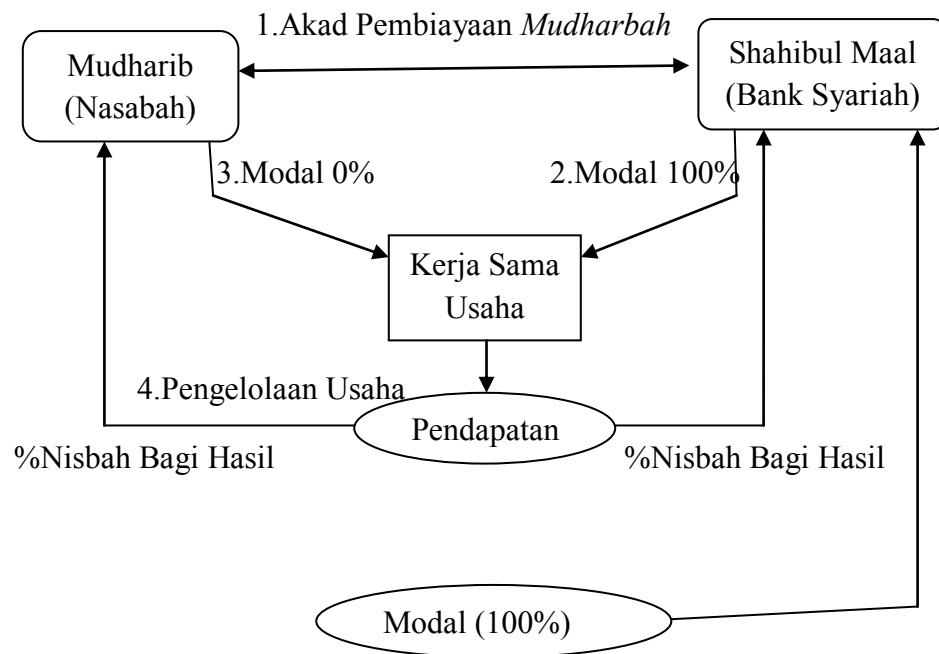 1.Akad Pembiayaan Mudharbah
Mudharib
(Nasabah)
Shahibul Maal
(Bank Syariah)
3.Modal 0%
2.Modal 100%
Kerja Sama
Usaha
4.Pengelolaan Usaha
Pendapatan
%Nisbah Bagi Hasil
%Nisbah Bagi Hasil
Modal (100%)